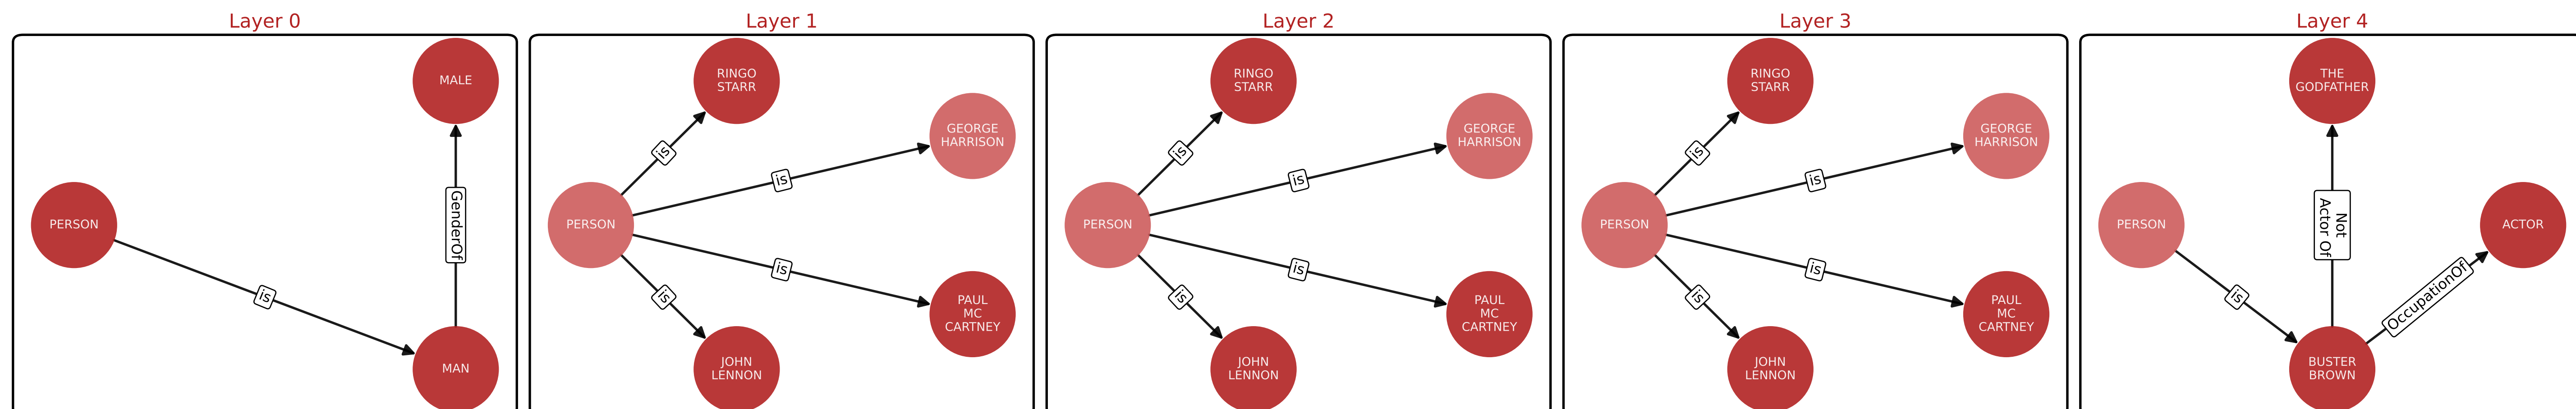 Layer 0
MALE
GenderOf
PERSON
is
MAN
Layer 1
RINGO
STARR
GEORGE
HARRISON
is
is
PERSON
is
is
PAUL
MC
CARTNEY
JOHN
LENNON
Layer 2
RINGO
STARR
GEORGE
HARRISON
is
is
PERSON
is
is
PAUL
MC
CARTNEY
JOHN
LENNON
Layer 3
RINGO
STARR
GEORGE
HARRISON
is
is
PERSON
is
is
PAUL
MC
CARTNEY
JOHN
LENNON
Layer 4
THE
GODFATHER
Not
Actor Of
PERSON
ACTOR
is
OccupationOf
BUSTER
BROWN